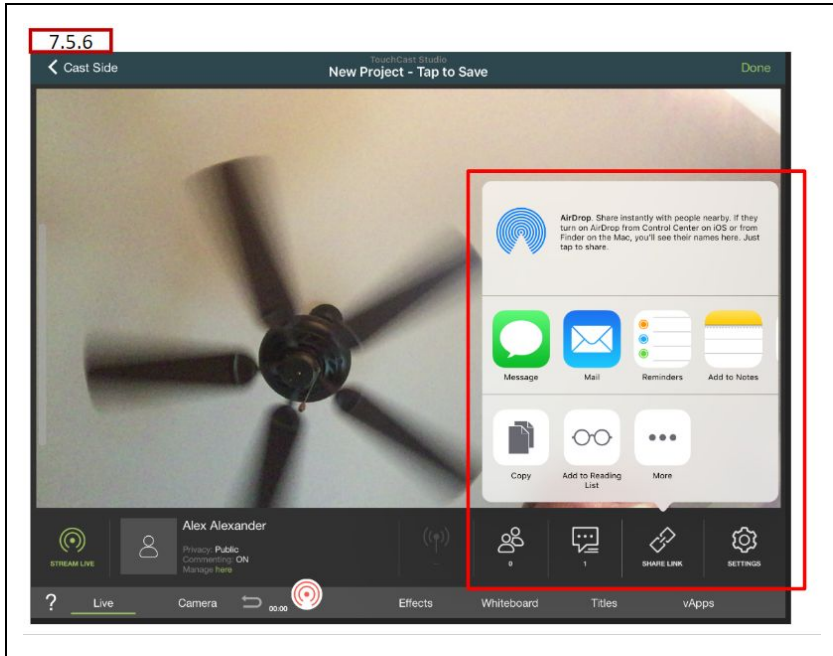 7.5.6
Cast Side
TouchCast Studio
New Project - Tap to Save
Done
AirDrop. Share instantly with people nearby. If they
turn on AirDrop from Control Center on iOS or from
Finder on the Mac, you'll see their names here. Just
tap to share.
Message
Mail
Reminders
Add to Notes
Copy
Add to Reading
List
More
STREAM LIVE
Alex Alexander
Privacy: Public
Commenting: ON
Manage here
0
1
SHARE LINK
SETTINGS
?
Live
Camera
00:00
Effects
Whiteboard
Titles
vApps